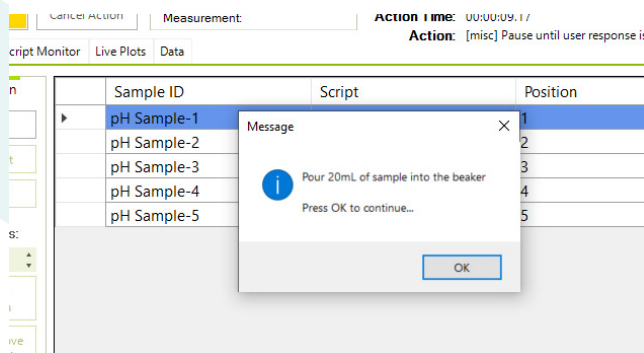 Cancel Action Measurement: Action Time: 00:00:09.17
Action: [misc] Pause until user response is
Script Monitor Live Plots Data
Sample ID Script Position
pH Sample-1 1
pH Sample-2 2
pH Sample-3 3
pH Sample-4 4
pH Sample-5 5
Message
Pour 20mL of sample into the beaker
Press OK to continue...
OK